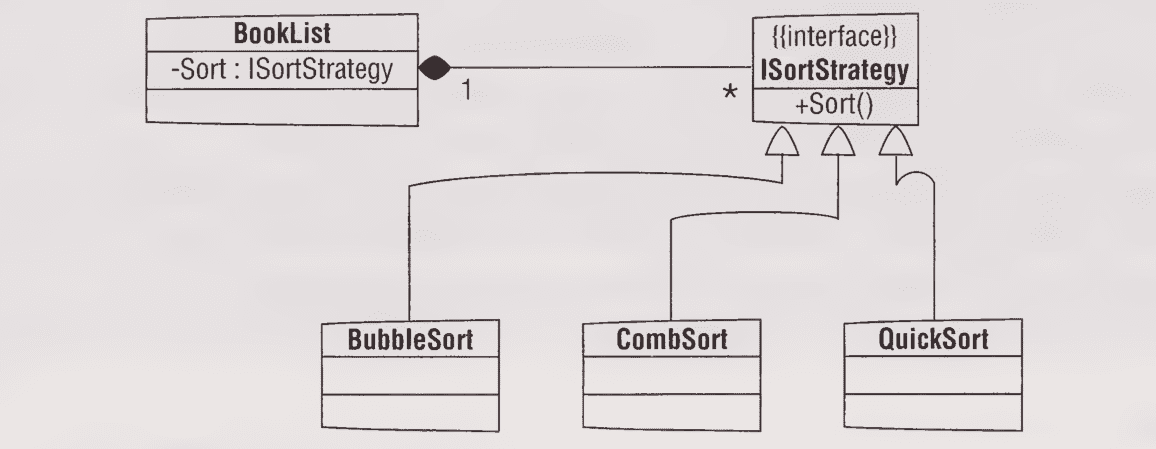 BookList
-Sort : ISortStrategy
1
*
{{interface}}
ISortStrategy
+Sort()
BubbleSort
CombSort
QuickSort